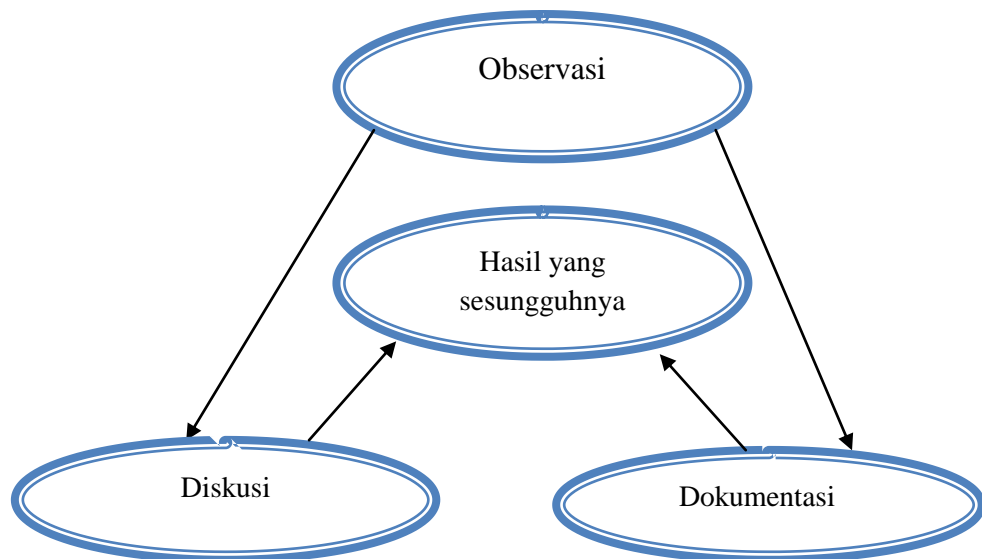 Observasi
Hasil yang
sesungguhnya
Diskusi
Dokumentasi